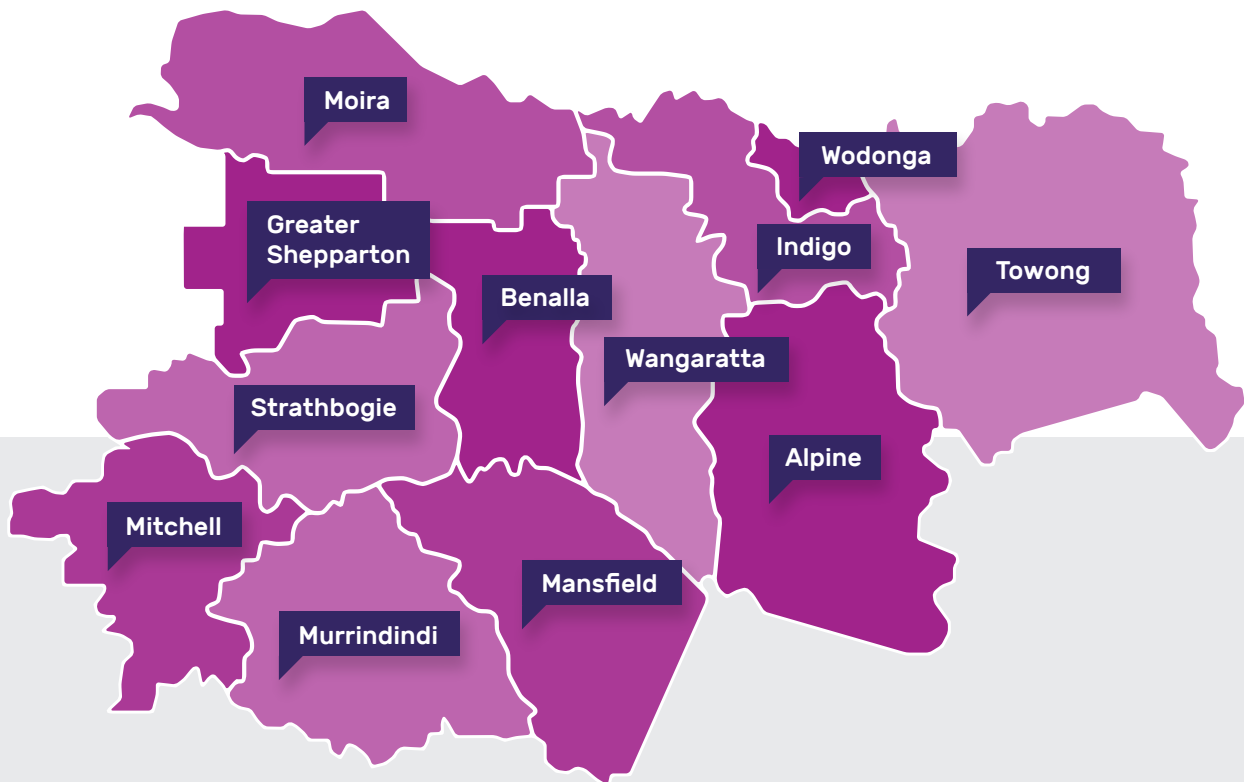 Moira
Wodonga
Greater
Shepparton
Indigo
Towong
Benalla
Wangaratta
Strathbogie
Alpine
Mitchell
Mansfield
Murrindindi